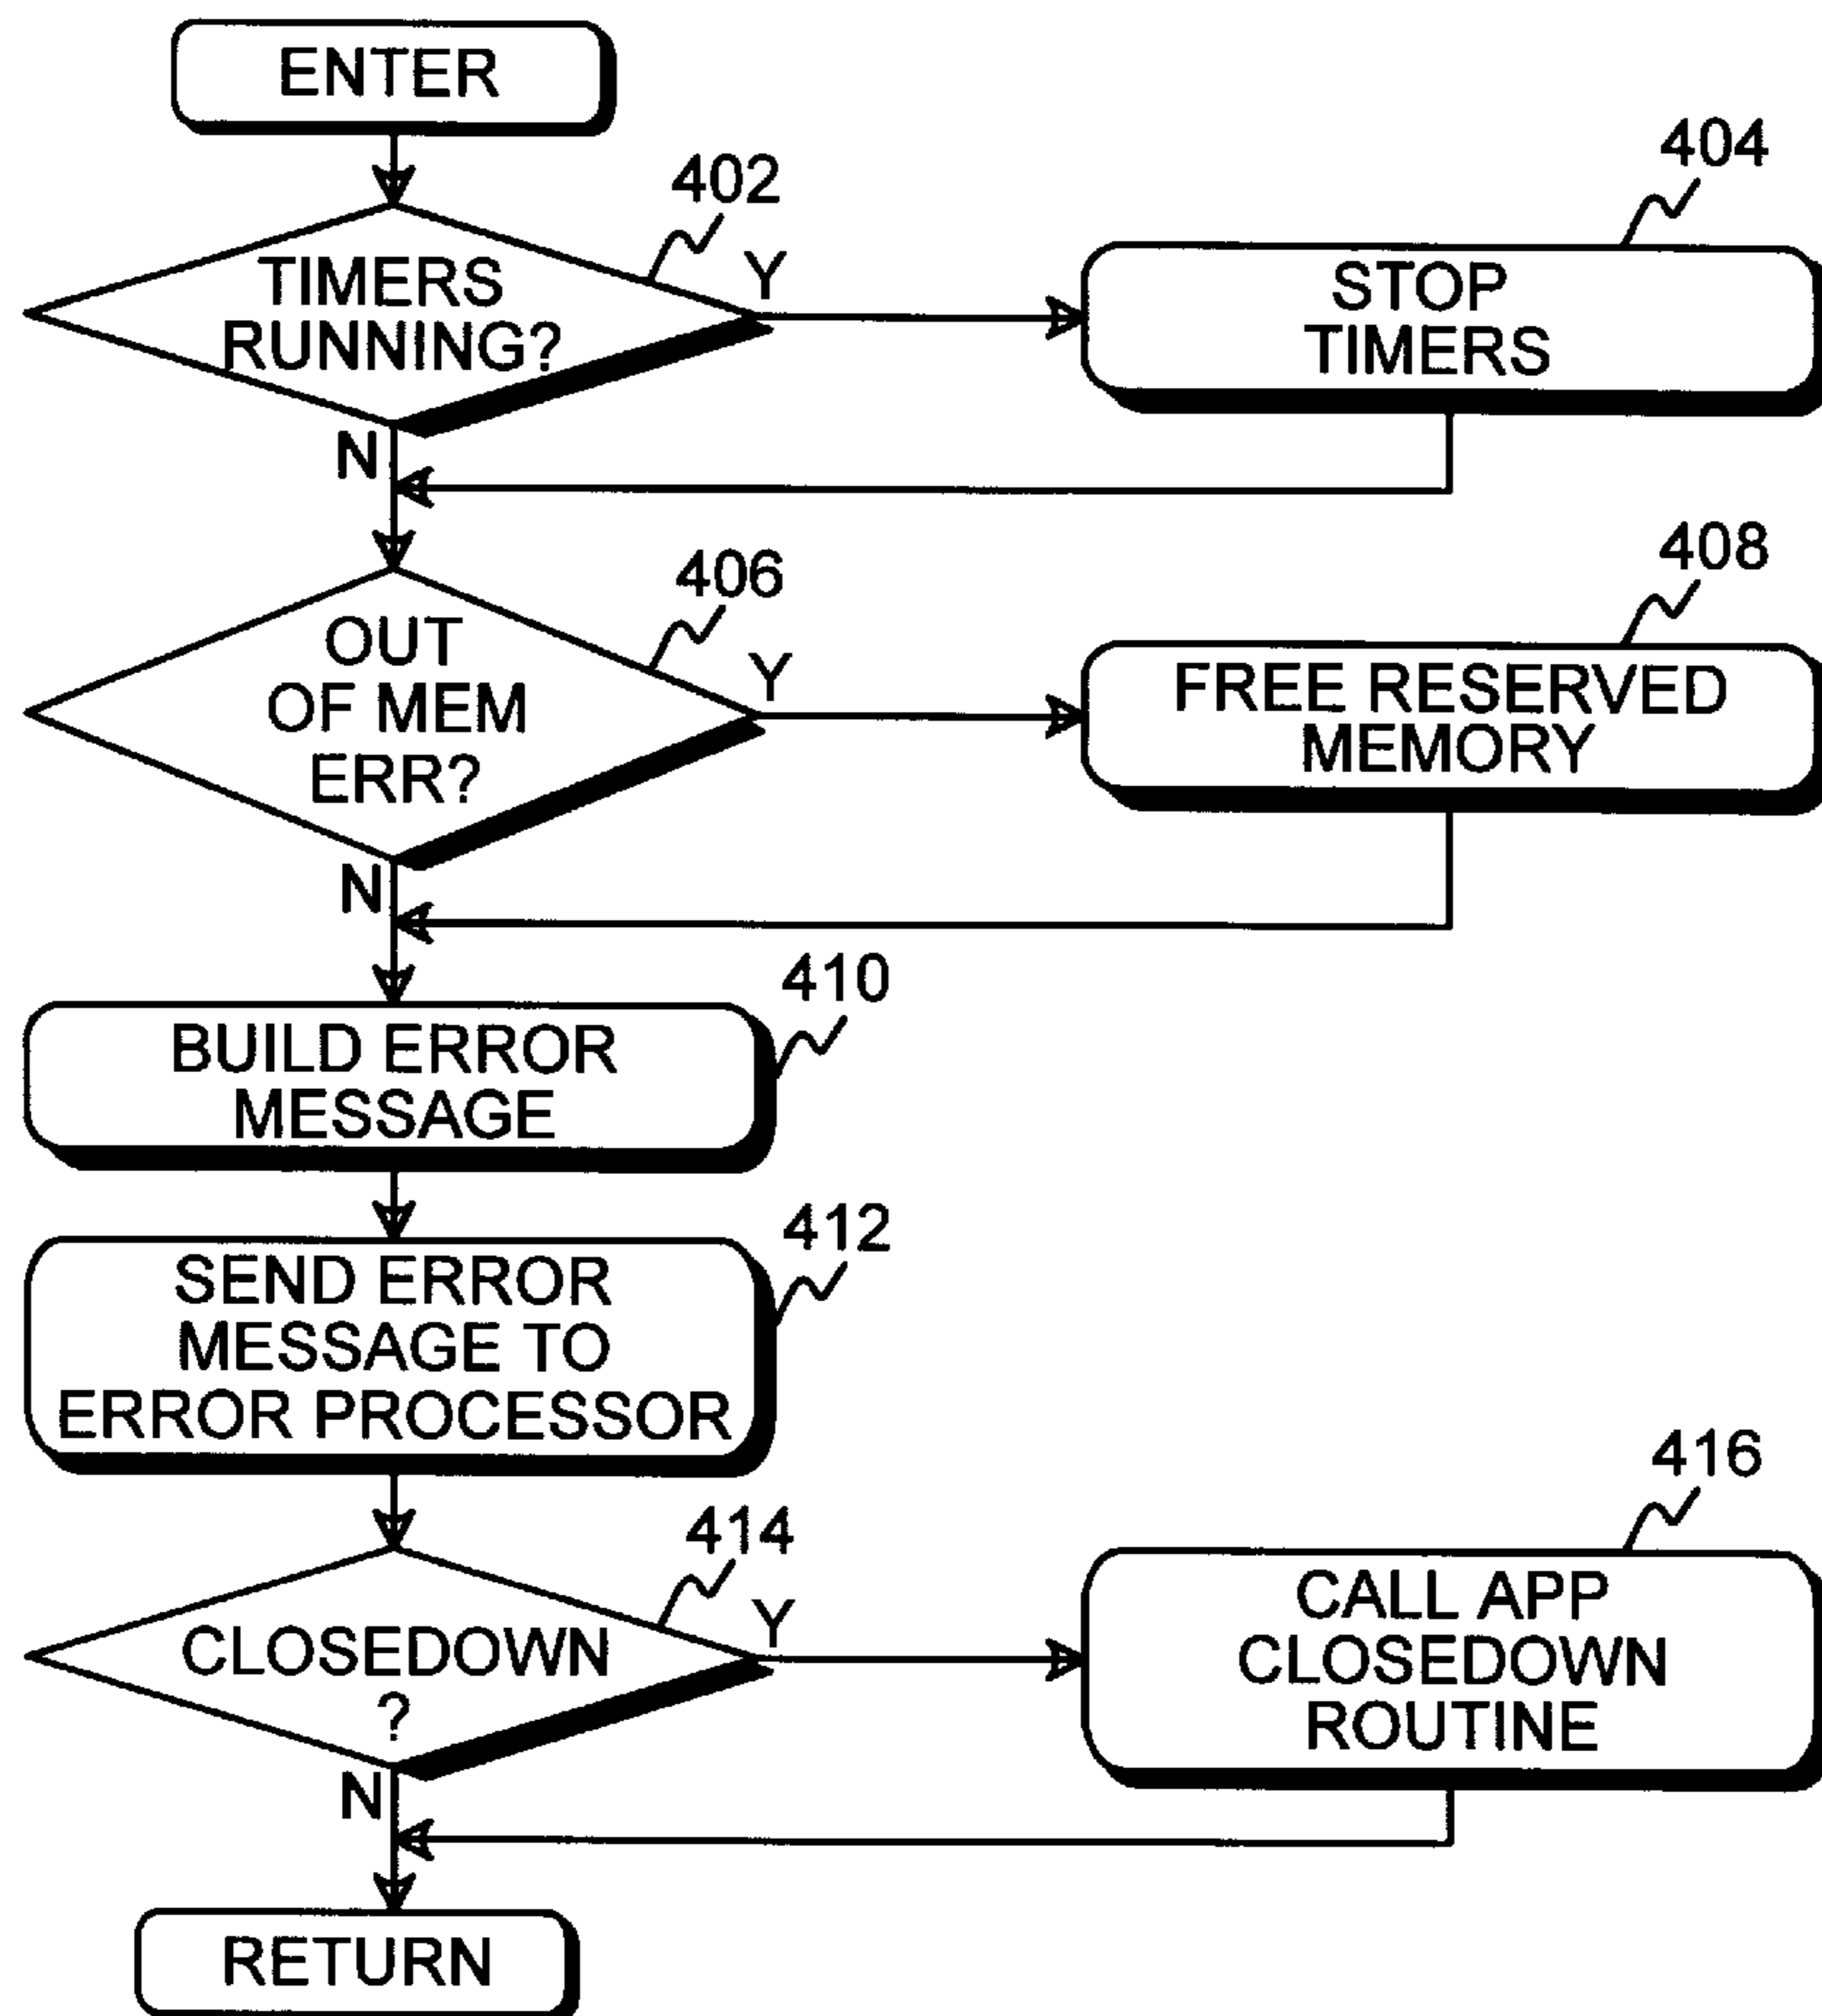 ENTER
402
TIMERS
RUNNING?
Y
404
STOP
TIMERS
N
406
OUT
OF MEM
ERR?
Y
408
FREE RESERVED
MEMORY
N
410
BUILD ERROR
MESSAGE
412
SEND ERROR
MESSAGE TO
ERROR PROCESSOR
414
CLOSEDOWN
?
Y
416
CALL APP
CLOSEDOWN
ROUTINE
N
RETURN